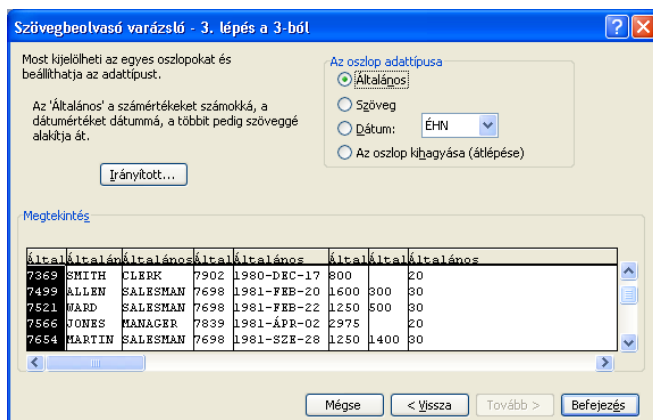 Szövegbeolvasó varázsló - 3. lépés a 3-ból
Most kijelölheti az egyes oszlopokat és
beállíthatja az adattípust.
Az 'Általános' a számértékeket számokká, a
dátumértéket dátummá, a többit pedig szöveggé
alakítja át.
Irányított...
Az oszlop adattípusa
Általános
Szöveg
Dátum: ÉHN
Az oszlop kihagyása (átlépése)
Megtekintés
Által Általán Általános Által Általános Által Által Általános
7369 SMITH CLERK 7902 1980-DEC-17 800 20
7499 ALLEN SALESMAN 7698 1981-FEB-20 1600 300 30
7521 WARD SALESMAN 7698 1981-FEB-22 1250 500 30
7566 JONES MANAGER 7839 1981-ÁPR-02 2975 20
7654 MARTIN SALESMAN 7698 1981-SZE-28 1250 1400 30
Mégse < Vissza Tovább > Befejezés